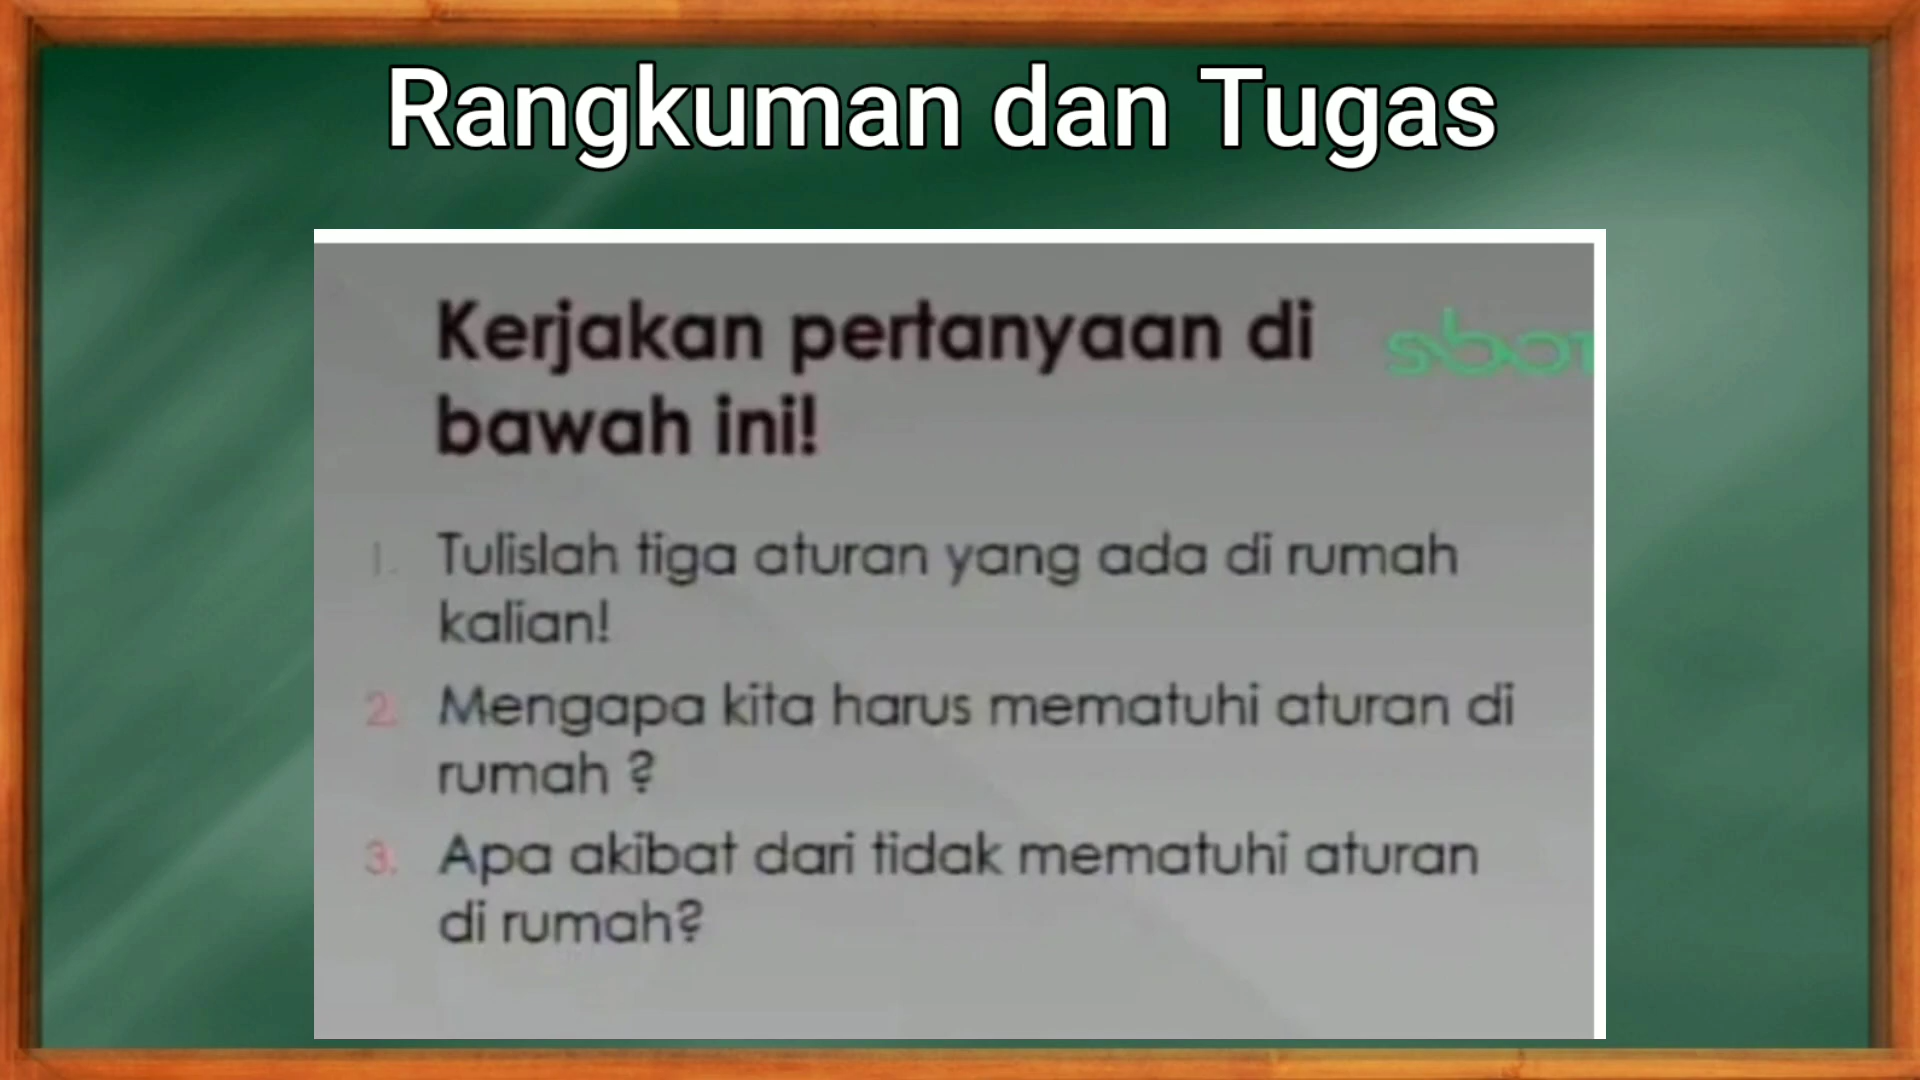 Rangkuman dan Tugas
Kerjakan pertanyaan di
bawah ini!
1. Tulislah tiga aturan yang ada di rumah
kalian!
2. Mengapa kita harus mematuhi aturan di
rumah ?
3. Apa akibat dari tidak mematuhi aturan
di rumah?